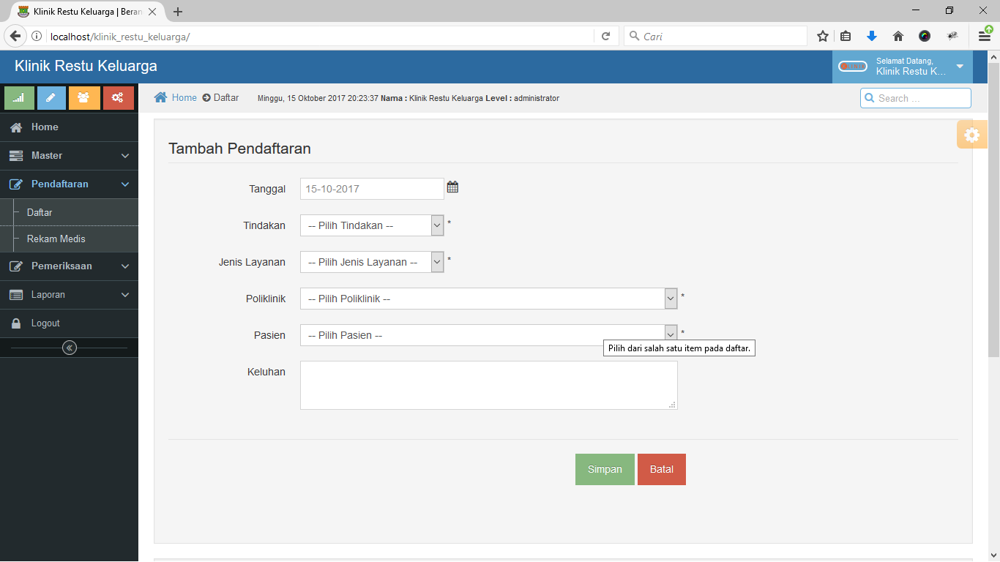 Klinik Restu Keluarga | Beran
localhost/klinik_restu_keluarga/
Cari
Klinik Restu Keluarga
Selamat Datang,
Klinik Restu K...
Home Daftar Minggu, 15 Oktober 2017 20:23:37 Nama : Klinik Restu Keluarga Level : administrator
Search ...
Home
Master
Pendaftaran
Daftar
Rekam Medis
Pemeriksaan
Laporan
Logout
Tambah Pendaftaran
Tanggal 15-10-2017
Tindakan -- Pilih Tindakan -- *
Jenis Layanan -- Pilih Jenis Layanan -- *
Poliklinik -- Pilih Poliklinik -- *
Pasien -- Pilih Pasien -- *
Pilih dari salah satu item pada daftar.
Keluhan
Simpan Batal